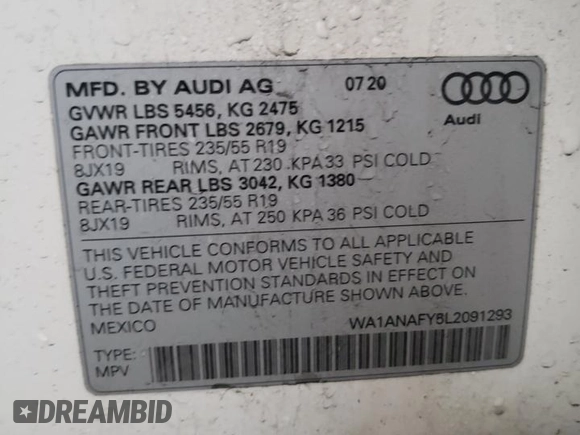 MFD. BY AUDI AG 07 20
GVWR LBS 5456, KG 2475
GAWR FRONT LBS 2679, KG 1215
FRONT-TIRES 235/55 R19
8JX19 RIMS, AT 230 KPA 33 PSI COLD
GAWR REAR LBS 3042, KG 1380
REAR-TIRES 235/55 R19
8JX19 RIMS, AT 250 KPA 36 PSI COLD
Audi
THIS VEHICLE CONFORMS TO ALL APPLICABLE
U.S. FEDERAL MOTOR VEHICLE SAFETY AND
THEFT PREVENTION STANDARDS IN EFFECT ON
THE DATE OF MANUFACTURE SHOWN ABOVE
MEXICO WA1ANAFY8L2091293
TYPE:
MPV
DREAMBID